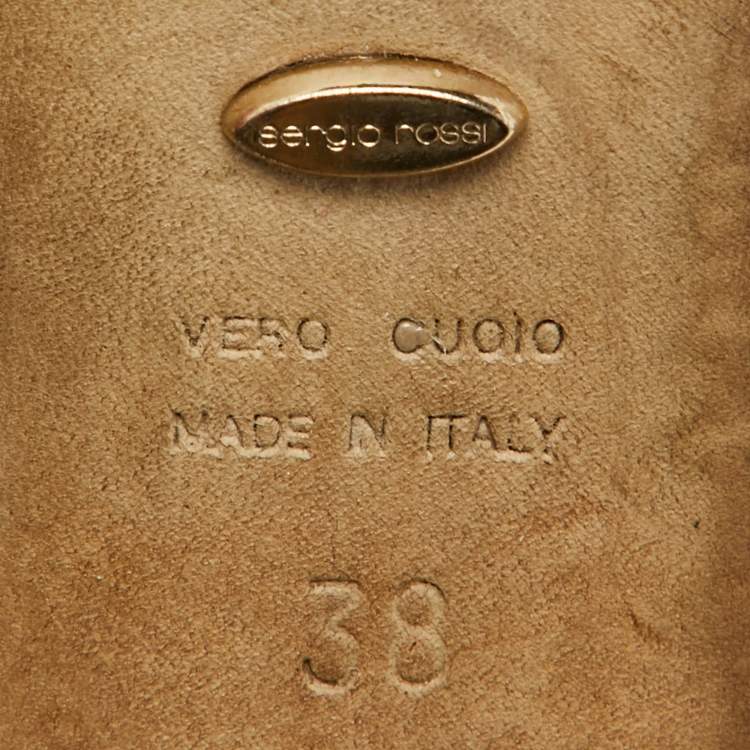 sergio rossi
VERO CUOIO
MADE IN ITALY
38